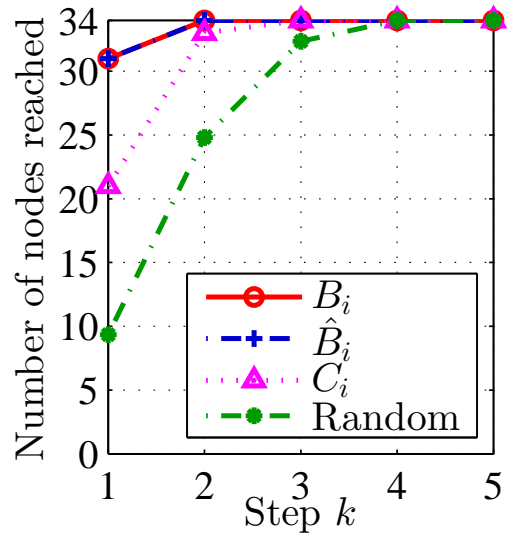 Number of nodes reached
34
30
25
20
15
10
5
0
B_i
B̂_i
C_i
Random
1 2 3 4 5
Step k